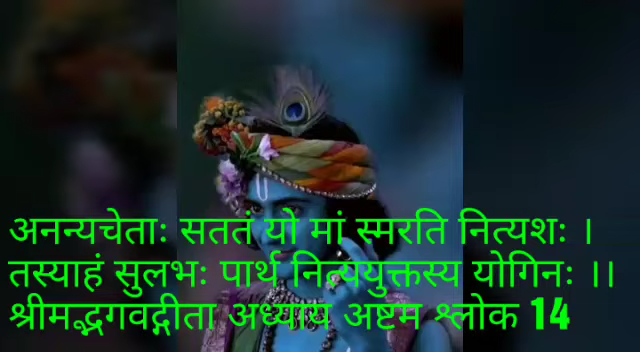 अनन्यचेताः सततं यो मां स्मरति नित्यशः ।
तस्याहं सुलभः पार्थ नित्ययुक्तस्य योगिनः ।।
श्रीमद्भगवद्गीता अध्याय अष्टम श्लोक 14